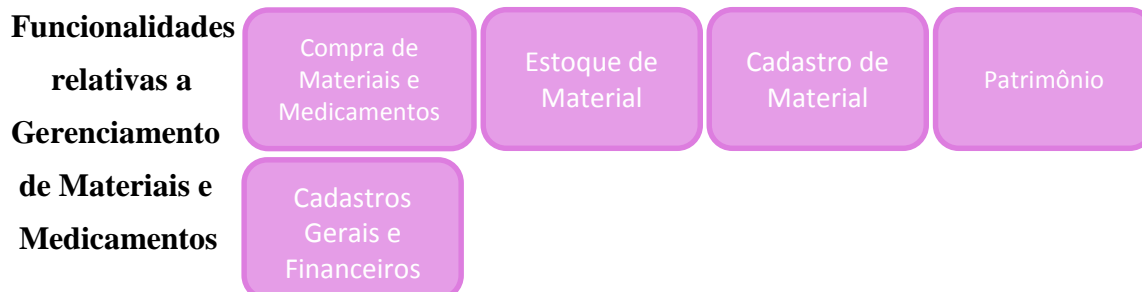 Funcionalidades
relativas a
Gerenciamento
de Materiais e
Medicamentos
Compra de
Materiais e
Medicamentos
Estoque de
Material
Cadastro de
Material
Patrimônio
Cadastros
Gerais e
Financeiros